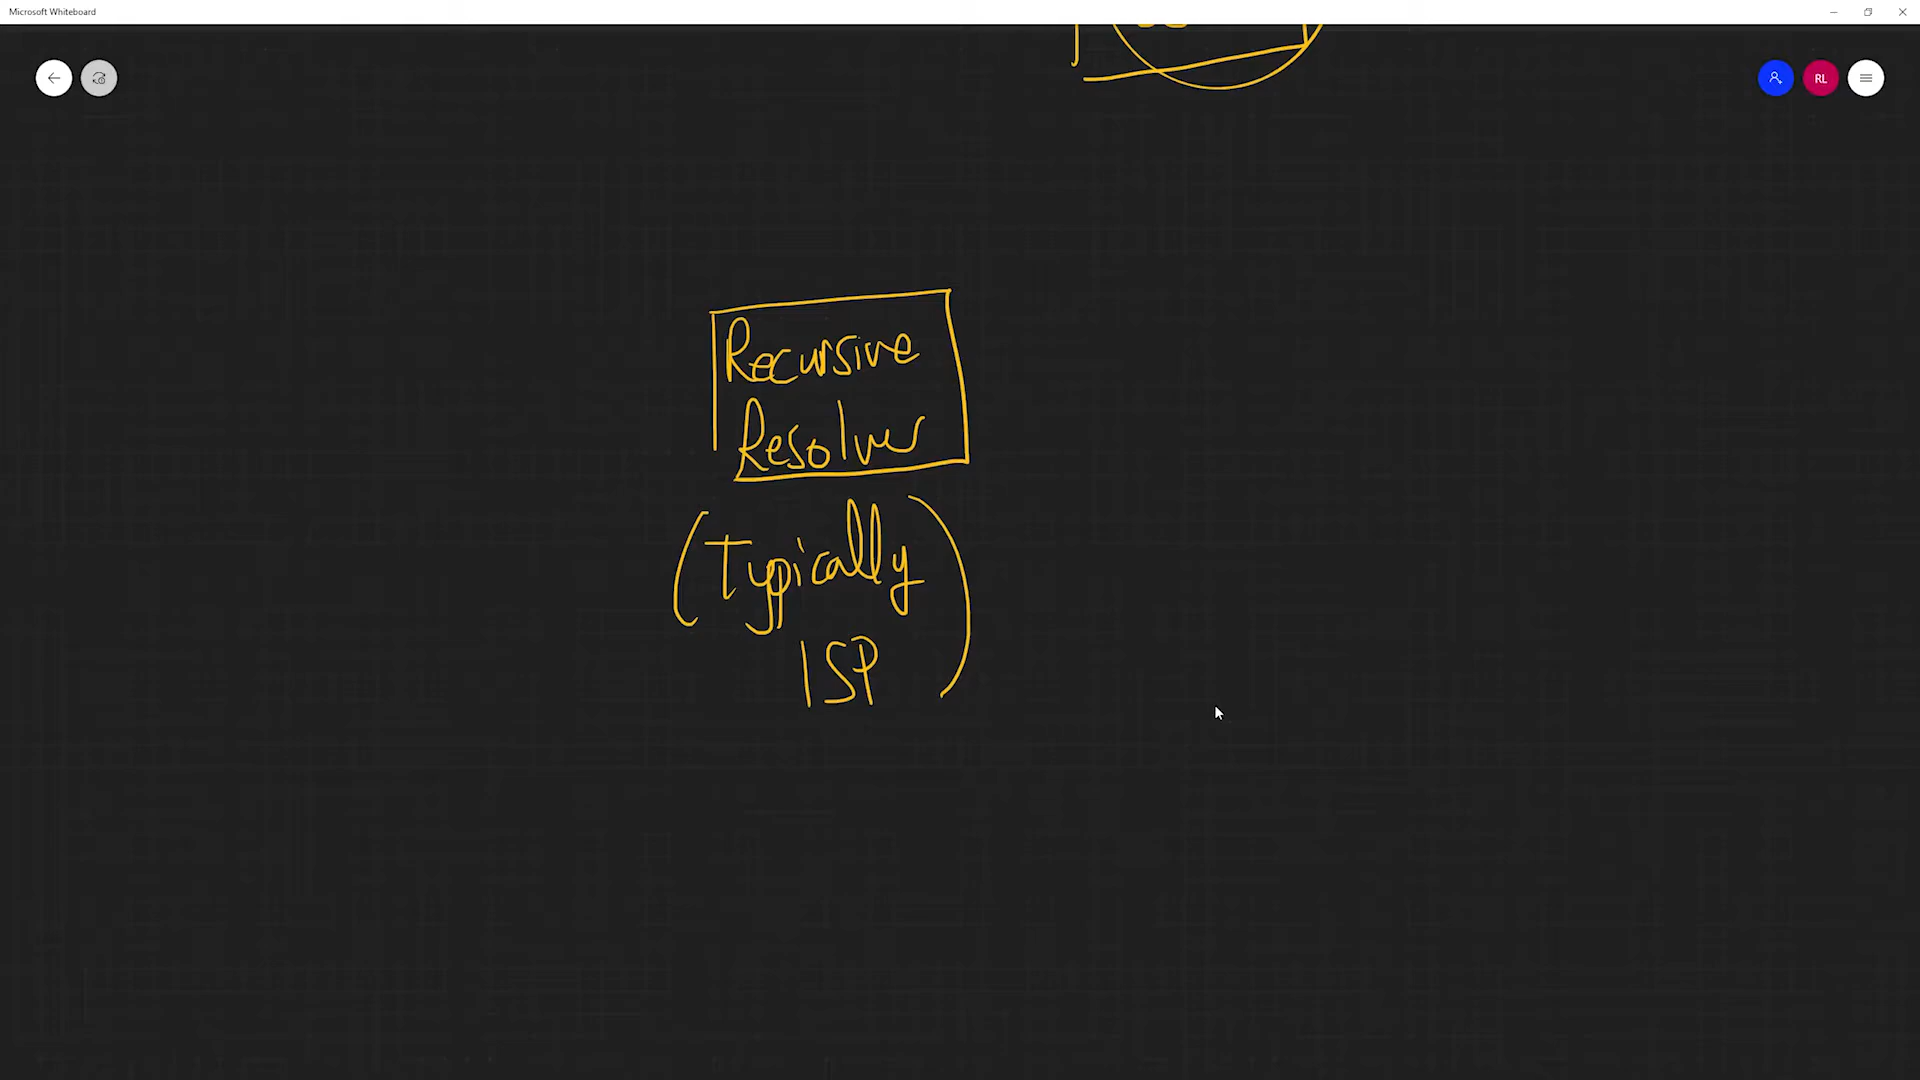 Microsoft Whiteboard
RL
Recursive
Resolver
(Typically
ISP)